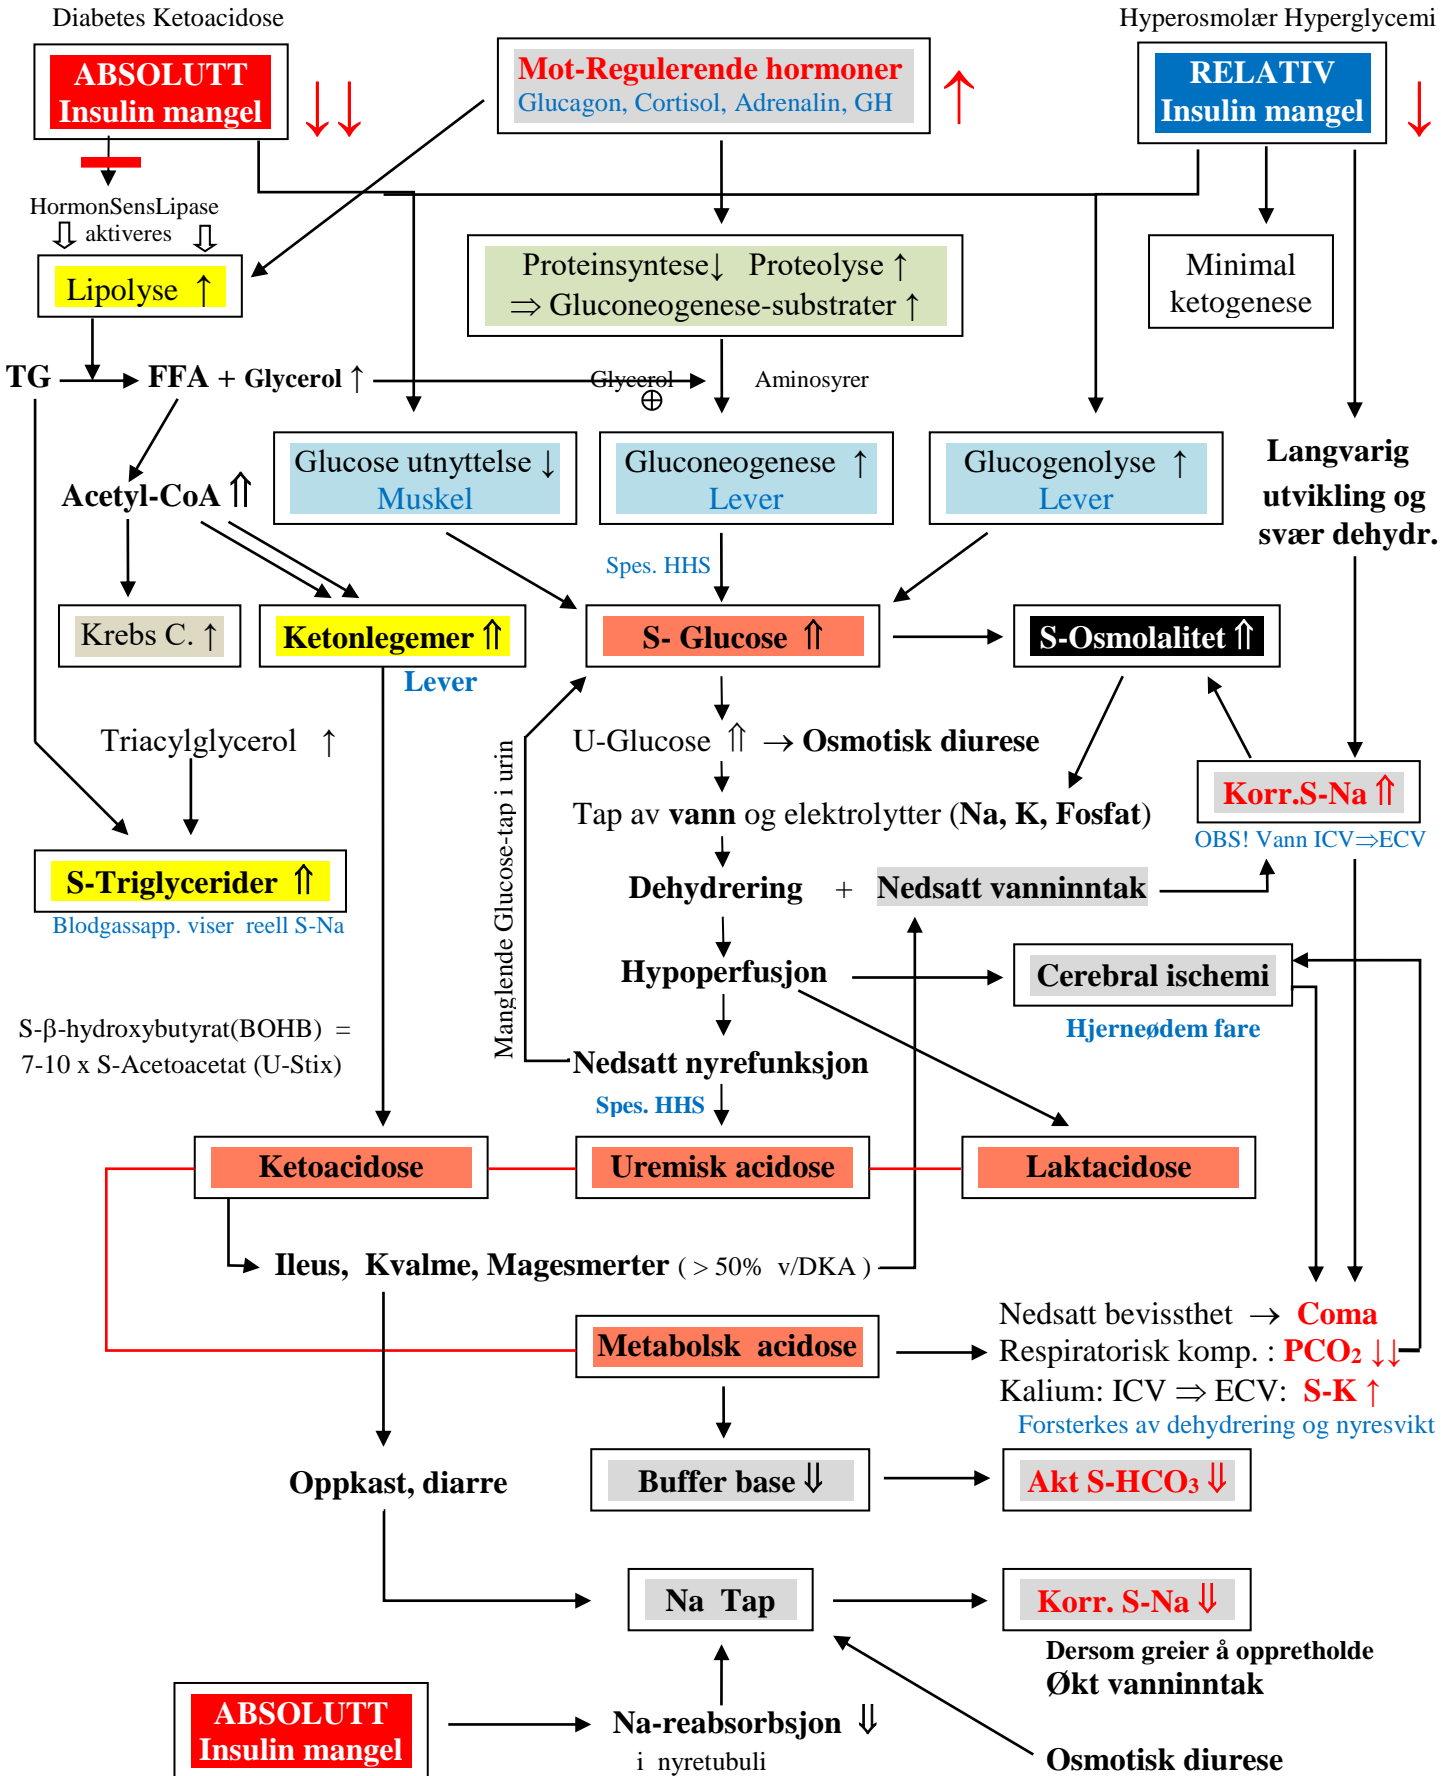 Diabetes Ketoacidose
Hyperosmolær Hyperglycemi
ABSOLUTT
Insulin mangel
↓↓
Mot-Regulerende hormoner
Glucagon, Cortisol, Adrenalin, GH
↑
RELATIV
Insulin mangel
↓
HormonSensLipase
aktiveres
Lipolyse ↑
Proteinsyntese↓ Proteolyse ↑
⇒ Gluconeogenese-substrater ↑
Minimal
ketogenese
TG
FFA + Glycerol ↑
Glycerol
⊕
Aminosyrer
Glucose utnyttelse ↓
Muskel
Gluconeogenese ↑
Lever
Glucogenolyse ↑
Lever
Langvarig
utvikling og
svær dehydr.
Acetyl-CoA ⇑
Spes. HHS
Krebs C. ↑
Ketonlegemer ⇑
Lever
S- Glucose ⇑
S-Osmolalitet ⇑
Triacylglycerol ↑
Manglende Glucose-tap i urin
U-Glucose ⇑ → Osmotisk diurese
Tap av vann og elektrolytter (Na, K, Fosfat)
Korr.S-Na ⇑
OBS! Vann ICV⇒ECV
S-Triglycerider ⇑
Blodgassapp. viser reell S-Na
Dehydrering + Nedsatt vanninntak
Hypoperfusjon
Cerebral ischemi
Hjerneødem fare
S-β-hydroxybutyrat(BOHB) =
7-10 x S-Acetoacetat (U-Stix)
Nedsatt nyrefunksjon
Spes. HHS
Ketoacidose
Uremisk acidose
Laktacidose
Ileus, Kvalme, Magesmerter ( > 50% v/DKA )
Metabolsk acidose
Nedsatt bevissthet → Coma
Respiratorisk komp. : PCO₂ ↓↓
Kalium: ICV ⇒ ECV: S-K ↑
Forsterkes av dehydrering og nyresvikt
Oppkast, diarre
Buffer base ⇓
Akt S-HCO₃ ⇓
Na Tap
Korr. S-Na ⇓
Dersom greier å oppretholde
Økt vanninntak
ABSOLUTT
Insulin mangel
Na-reabsorbsjon ⇓
i nyretubuli
Osmotisk diurese